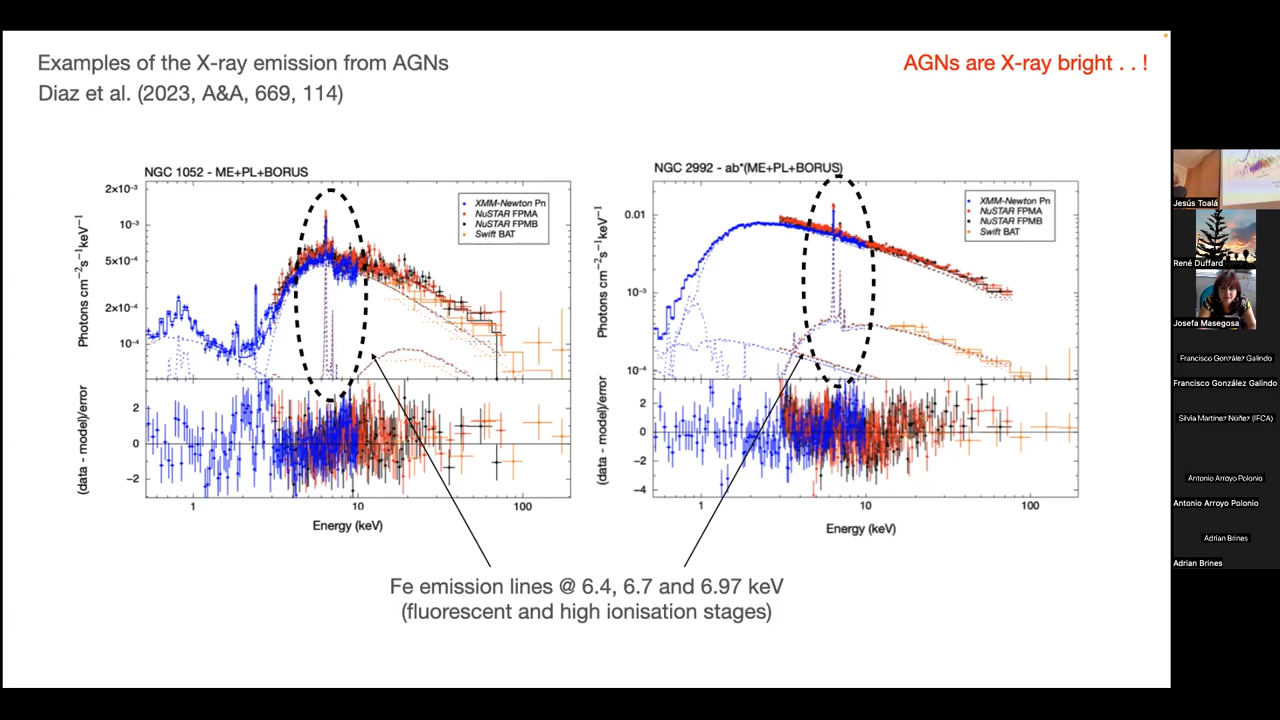 Examples of the X-ray emission from AGNs
Diaz et al. (2023, A&A, 669, 114)
AGNs are X-ray bright . . !
NGC 1052 - ME+PL+BORUS
2×10⁻³
10⁻³
5×10⁻⁴
2×10⁻⁴
10⁻⁴
Photons cm⁻²s⁻¹keV⁻¹
XMM-Newton Pn
NuSTAR FPMA
NuSTAR FPMB
Swift BAT
2
0
−2
(data - model)/error
1
10
100
Energy (keV)
NGC 2992 - ab*(ME+PL+BORUS)
0.01
10⁻³
10⁻⁴
Photons cm⁻²s⁻¹keV⁻¹
XMM-Newton Pn
NuSTAR FPMA
NuSTAR FPMB
Swift BAT
2
0
−2
−4
(data - model)/error
1
10
100
Energy (keV)
Fe emission lines @ 6.4, 6.7 and 6.97 keV
(fluorescent and high ionisation stages)
Jesús Toalá
René Duffard
Josefa Masegosa
Francisco González Galindo
Francisco González Galindo
Silvia Martínez Núñez (IFCA)
Antonio Arroyo Polonio
Antonio Arroyo Polonio
Adrian Brines
Adrian Brines